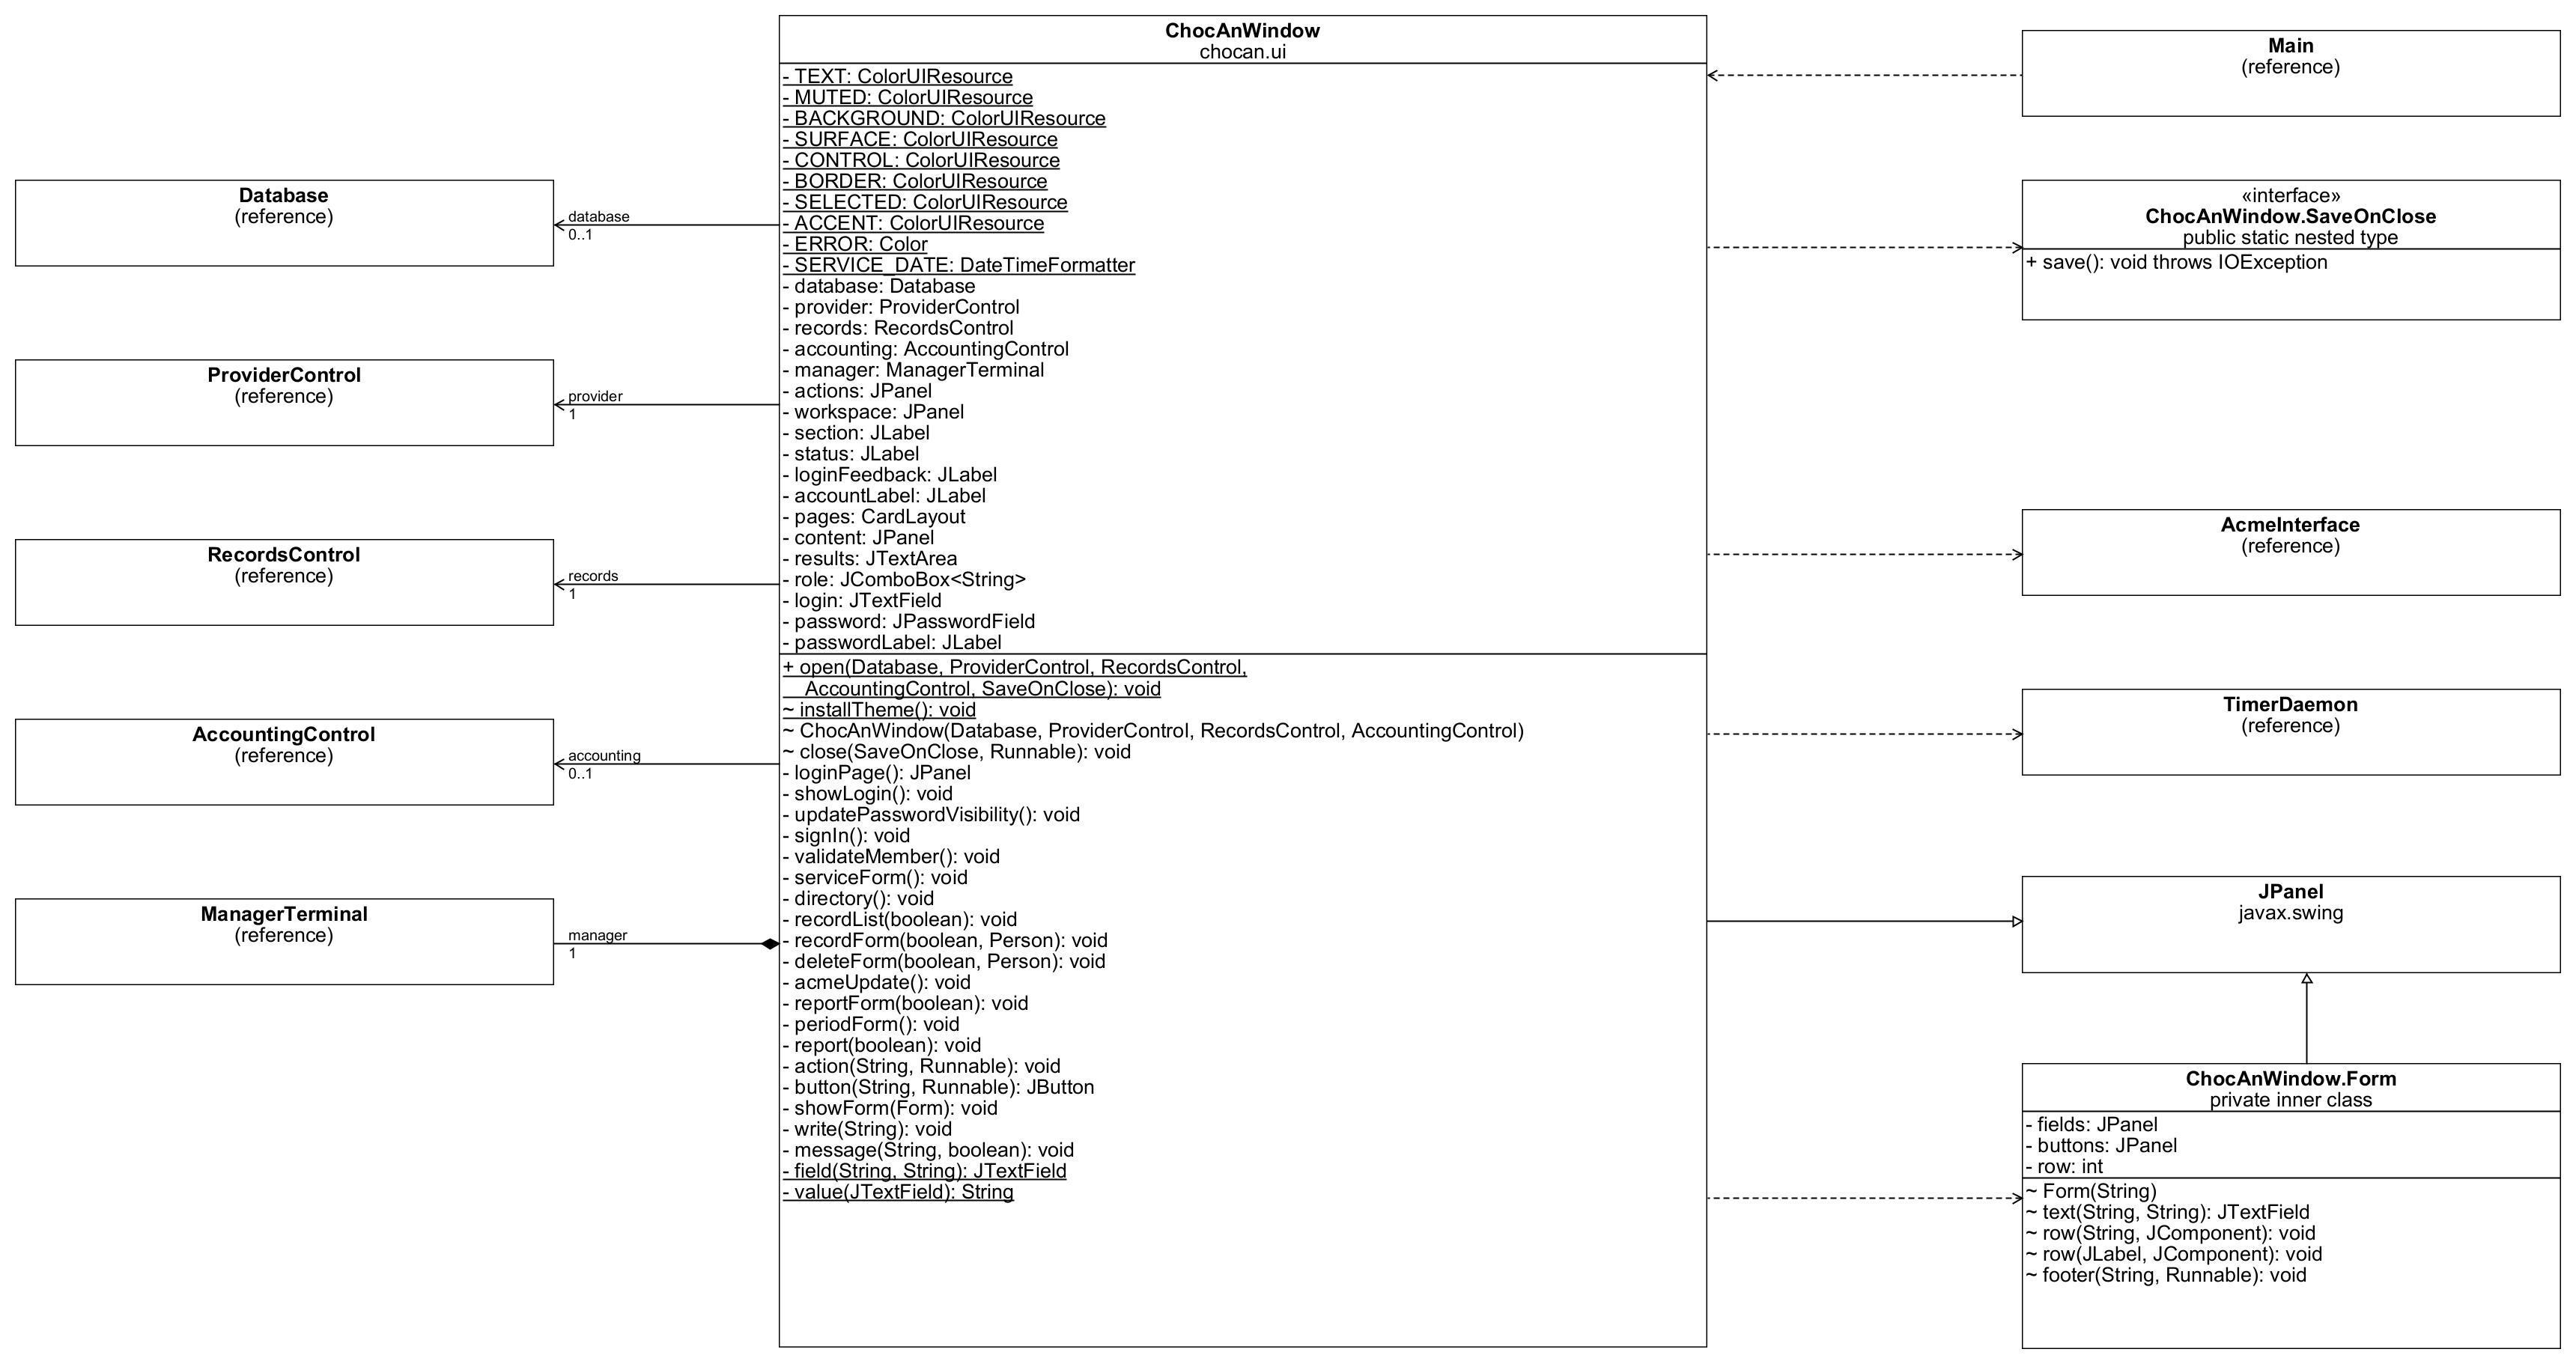 ChocAnWindow
chocan.ui
- TEXT: ColorUIResource
- MUTED: ColorUIResource
- BACKGROUND: ColorUIResource
- SURFACE: ColorUIResource
- CONTROL: ColorUIResource
- BORDER: ColorUIResource
- SELECTED: ColorUIResource
- ACCENT: ColorUIResource
- ERROR: Color
- SERVICE_DATE: DateTimeFormatter
- database: Database
- provider: ProviderControl
- records: RecordsControl
- accounting: AccountingControl
- manager: ManagerTerminal
- actions: JPanel
- workspace: JPanel
- section: JLabel
- status: JLabel
- loginFeedback: JLabel
- accountLabel: JLabel
- pages: CardLayout
- content: JPanel
- results: JTextArea
- role: JComboBox<String>
- login: JTextField
- password: JPasswordField
- passwordLabel: JLabel
+ open(Database, ProviderControl, RecordsControl,
AccountingControl, SaveOnClose): void
~ installTheme(): void
~ ChocAnWindow(Database, ProviderControl, RecordsControl, AccountingControl)
~ close(SaveOnClose, Runnable): void
- loginPage(): JPanel
- showLogin(): void
- updatePasswordVisibility(): void
- signIn(): void
- validateMember(): void
- serviceForm(): void
- directory(): void
- recordList(boolean): void
- recordForm(boolean, Person): void
- deleteForm(boolean, Person): void
- acmeUpdate(): void
- reportForm(boolean): void
- periodForm(): void
- report(boolean): void
- action(String, Runnable): void
- button(String, Runnable): JButton
- showForm(Form): void
- write(String): void
- message(String, boolean): void
- field(String, String): JTextField
- value(JTextField): String
Database
(reference)
database
0..1
ProviderControl
(reference)
provider
1
RecordsControl
(reference)
records
1
AccountingControl
(reference)
accounting
0..1
ManagerTerminal
(reference)
manager
1
Main
(reference)
«interface»
ChocAnWindow.SaveOnClose
public static nested type
+ save(): void throws IOException
AcmeInterface
(reference)
TimerDaemon
(reference)
JPanel
javax.swing
ChocAnWindow.Form
private inner class
- fields: JPanel
- buttons: JPanel
- row: int
~ Form(String)
~ text(String, String): JTextField
~ row(String, JComponent): void
~ row(JLabel, JComponent): void
~ footer(String, Runnable): void